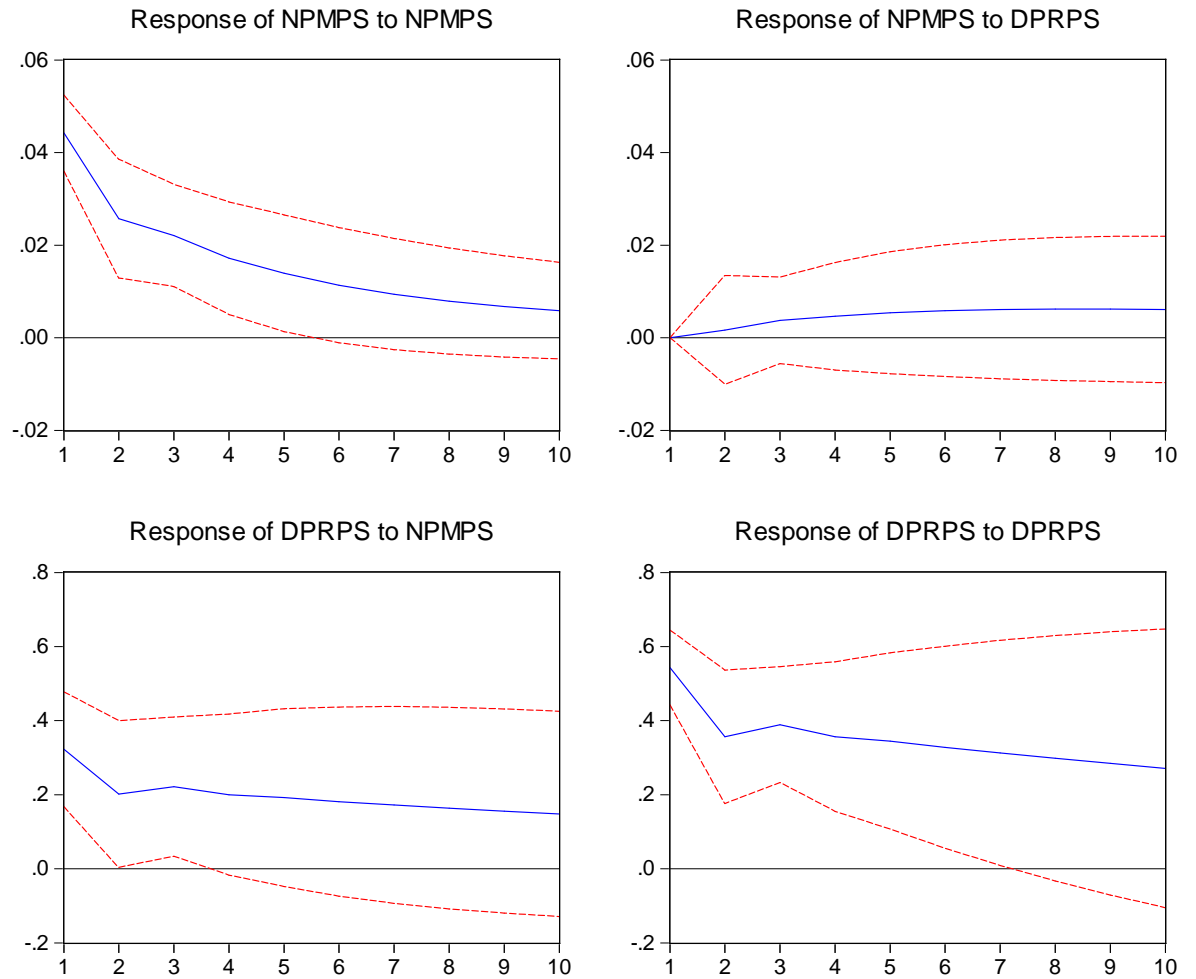 Response of NPMPS to NPMPS
.06
.04
.02
.00
-.02
1 2 3 4 5 6 7 8 9 10
Response of NPMPS to DPRPS
.06
.04
.02
.00
-.02
1 2 3 4 5 6 7 8 9 10
Response of DPRPS to NPMPS
.8
.6
.4
.2
.0
-.2
1 2 3 4 5 6 7 8 9 10
Response of DPRPS to DPRPS
.8
.6
.4
.2
.0
-.2
1 2 3 4 5 6 7 8 9 10